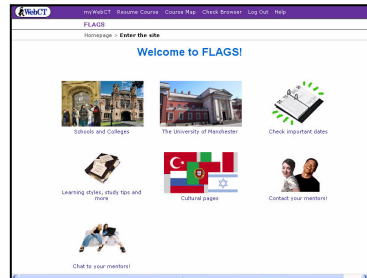 WebCT
myWebCT Resume Course Course Map Check Browser Log Out Help
FLAGS
Homepage > Enter the site
Welcome to FLAGS!
Schools and Colleges
The University of Manchester
Check important dates
Learning styles, study tips and
more
Cultural pages
Contact your mentors!
Chat to your mentors!